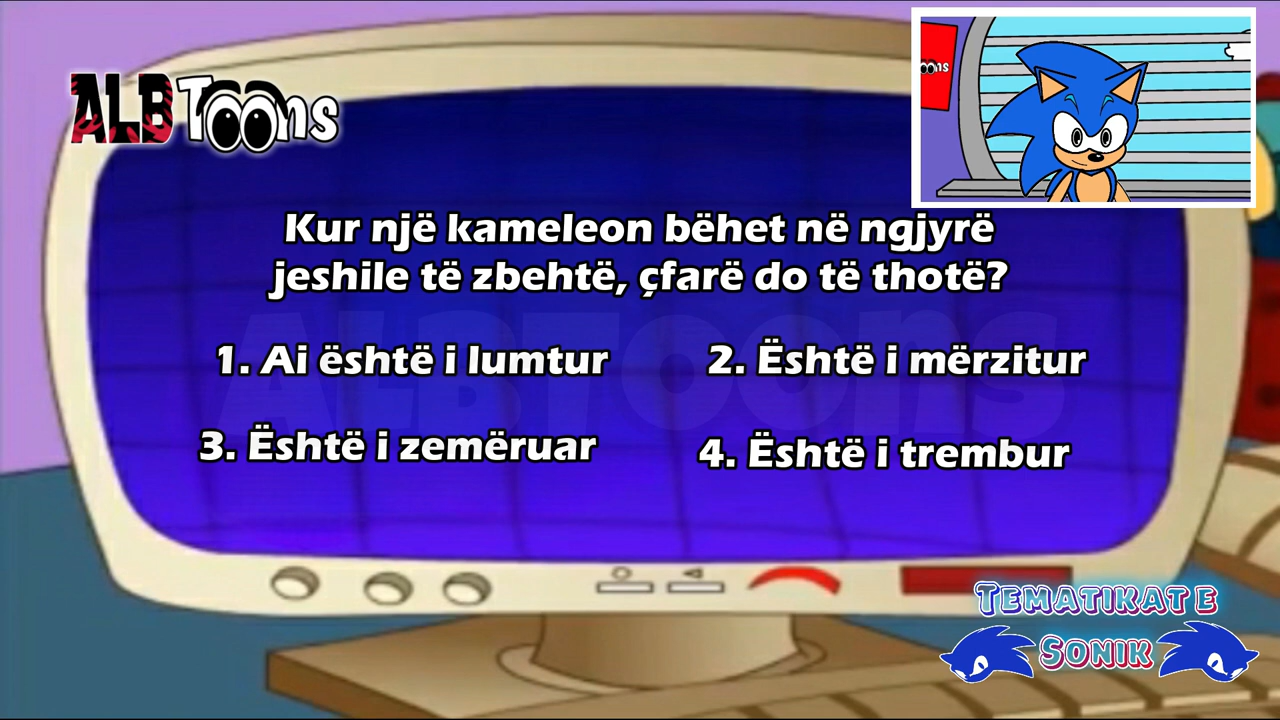 ALBToons
Kur një kameleon bëhet në ngjyrë
jeshile të zbehtë, çfarë do të thotë?
ALBToons
1. Ai është i lumtur
2. Është i mërzitur
3. Është i zemëruar
4. Është i trembur
TEMATIKAT E
SONIK